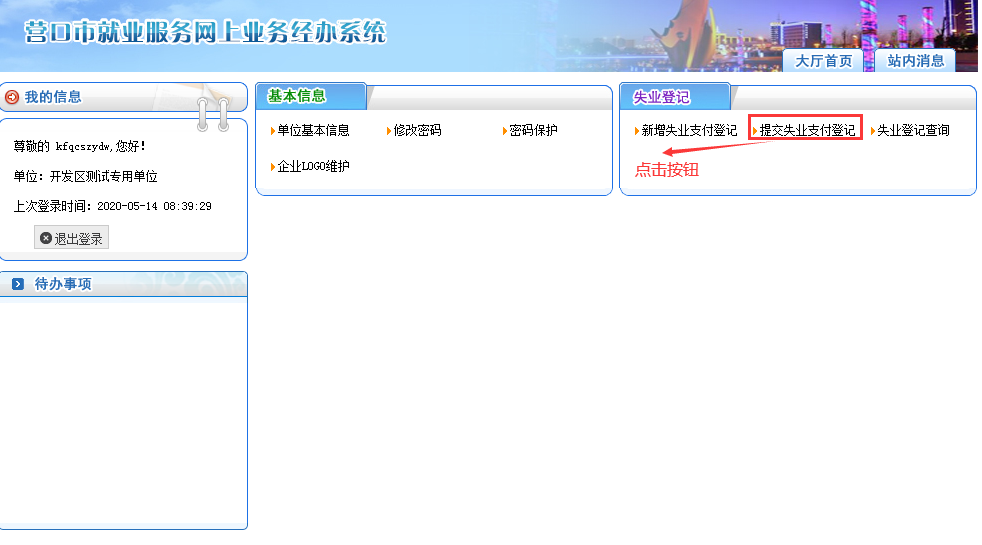 营口市就业服务网上业务经办系统
大厅首页 站内消息
我的信息
尊敬的 kfqcszydw,您好!
单位: 开发区测试专用单位
上次登录时间: 2020-05-14 08:39:29
退出登录
待办事项
基本信息
单位基本信息 修改密码 密码保护
企业LOGO维护
失业登记
新增失业支付登记 提交失业支付登记 失业登记查询
点击按钮